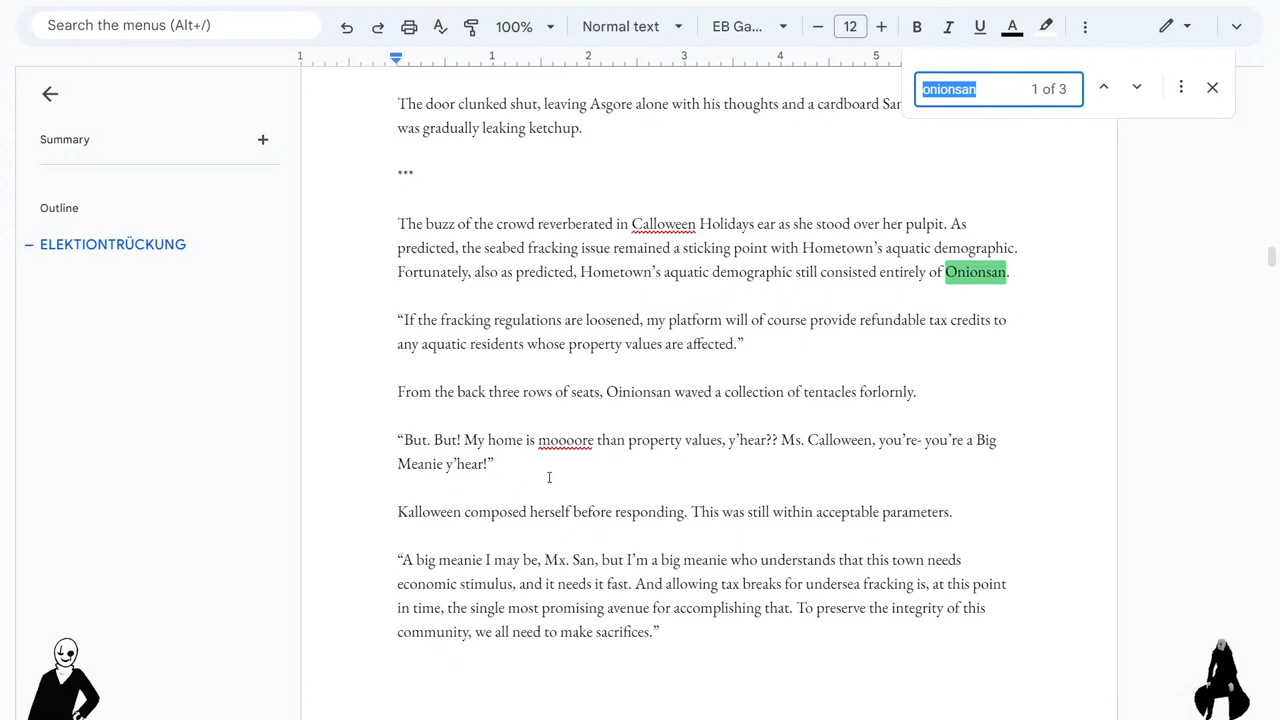 Search the menus (Alt+/)
100%
Normal text
EB Ga...
12
B
I
U
A
1
1
2
3
4
5
onionsan
1 of 3
Summary
Outline
ELEKTIONTRÜCKUNG
The door clunked shut, leaving Asgore alone with his thoughts and a cardboard
was gradually leaking ketchup.
***
The buzz of the crowd reverberated in Calloween Holidays ear as she stood over her pulpit. As
predicted, the seabed fracking issue remained a sticking point with Hometown’s aquatic demographic.
Fortunately, also as predicted, Hometown’s aquatic demographic still consisted entirely of Onionsan.
“If the fracking regulations are loosened, my platform will of course provide refundable tax credits to
any aquatic residents whose property values are affected.”
From the back three rows of seats, Oinionsan waved a collection of tentacles forlornly.
“But. But! My home is moooore than property values, y’hear?? Ms. Calloween, you’re- you’re a Big
Meanie y’hear!”
Kalloween composed herself before responding. This was still within acceptable parameters.
“A big meanie I may be, Mx. San, but I’m a big meanie who understands that this town needs
economic stimulus, and it needs it fast. And allowing tax breaks for undersea fracking is, at this point
in time, the single most promising avenue for accomplishing that. To preserve the integrity of this
community, we all need to make sacrifices.”